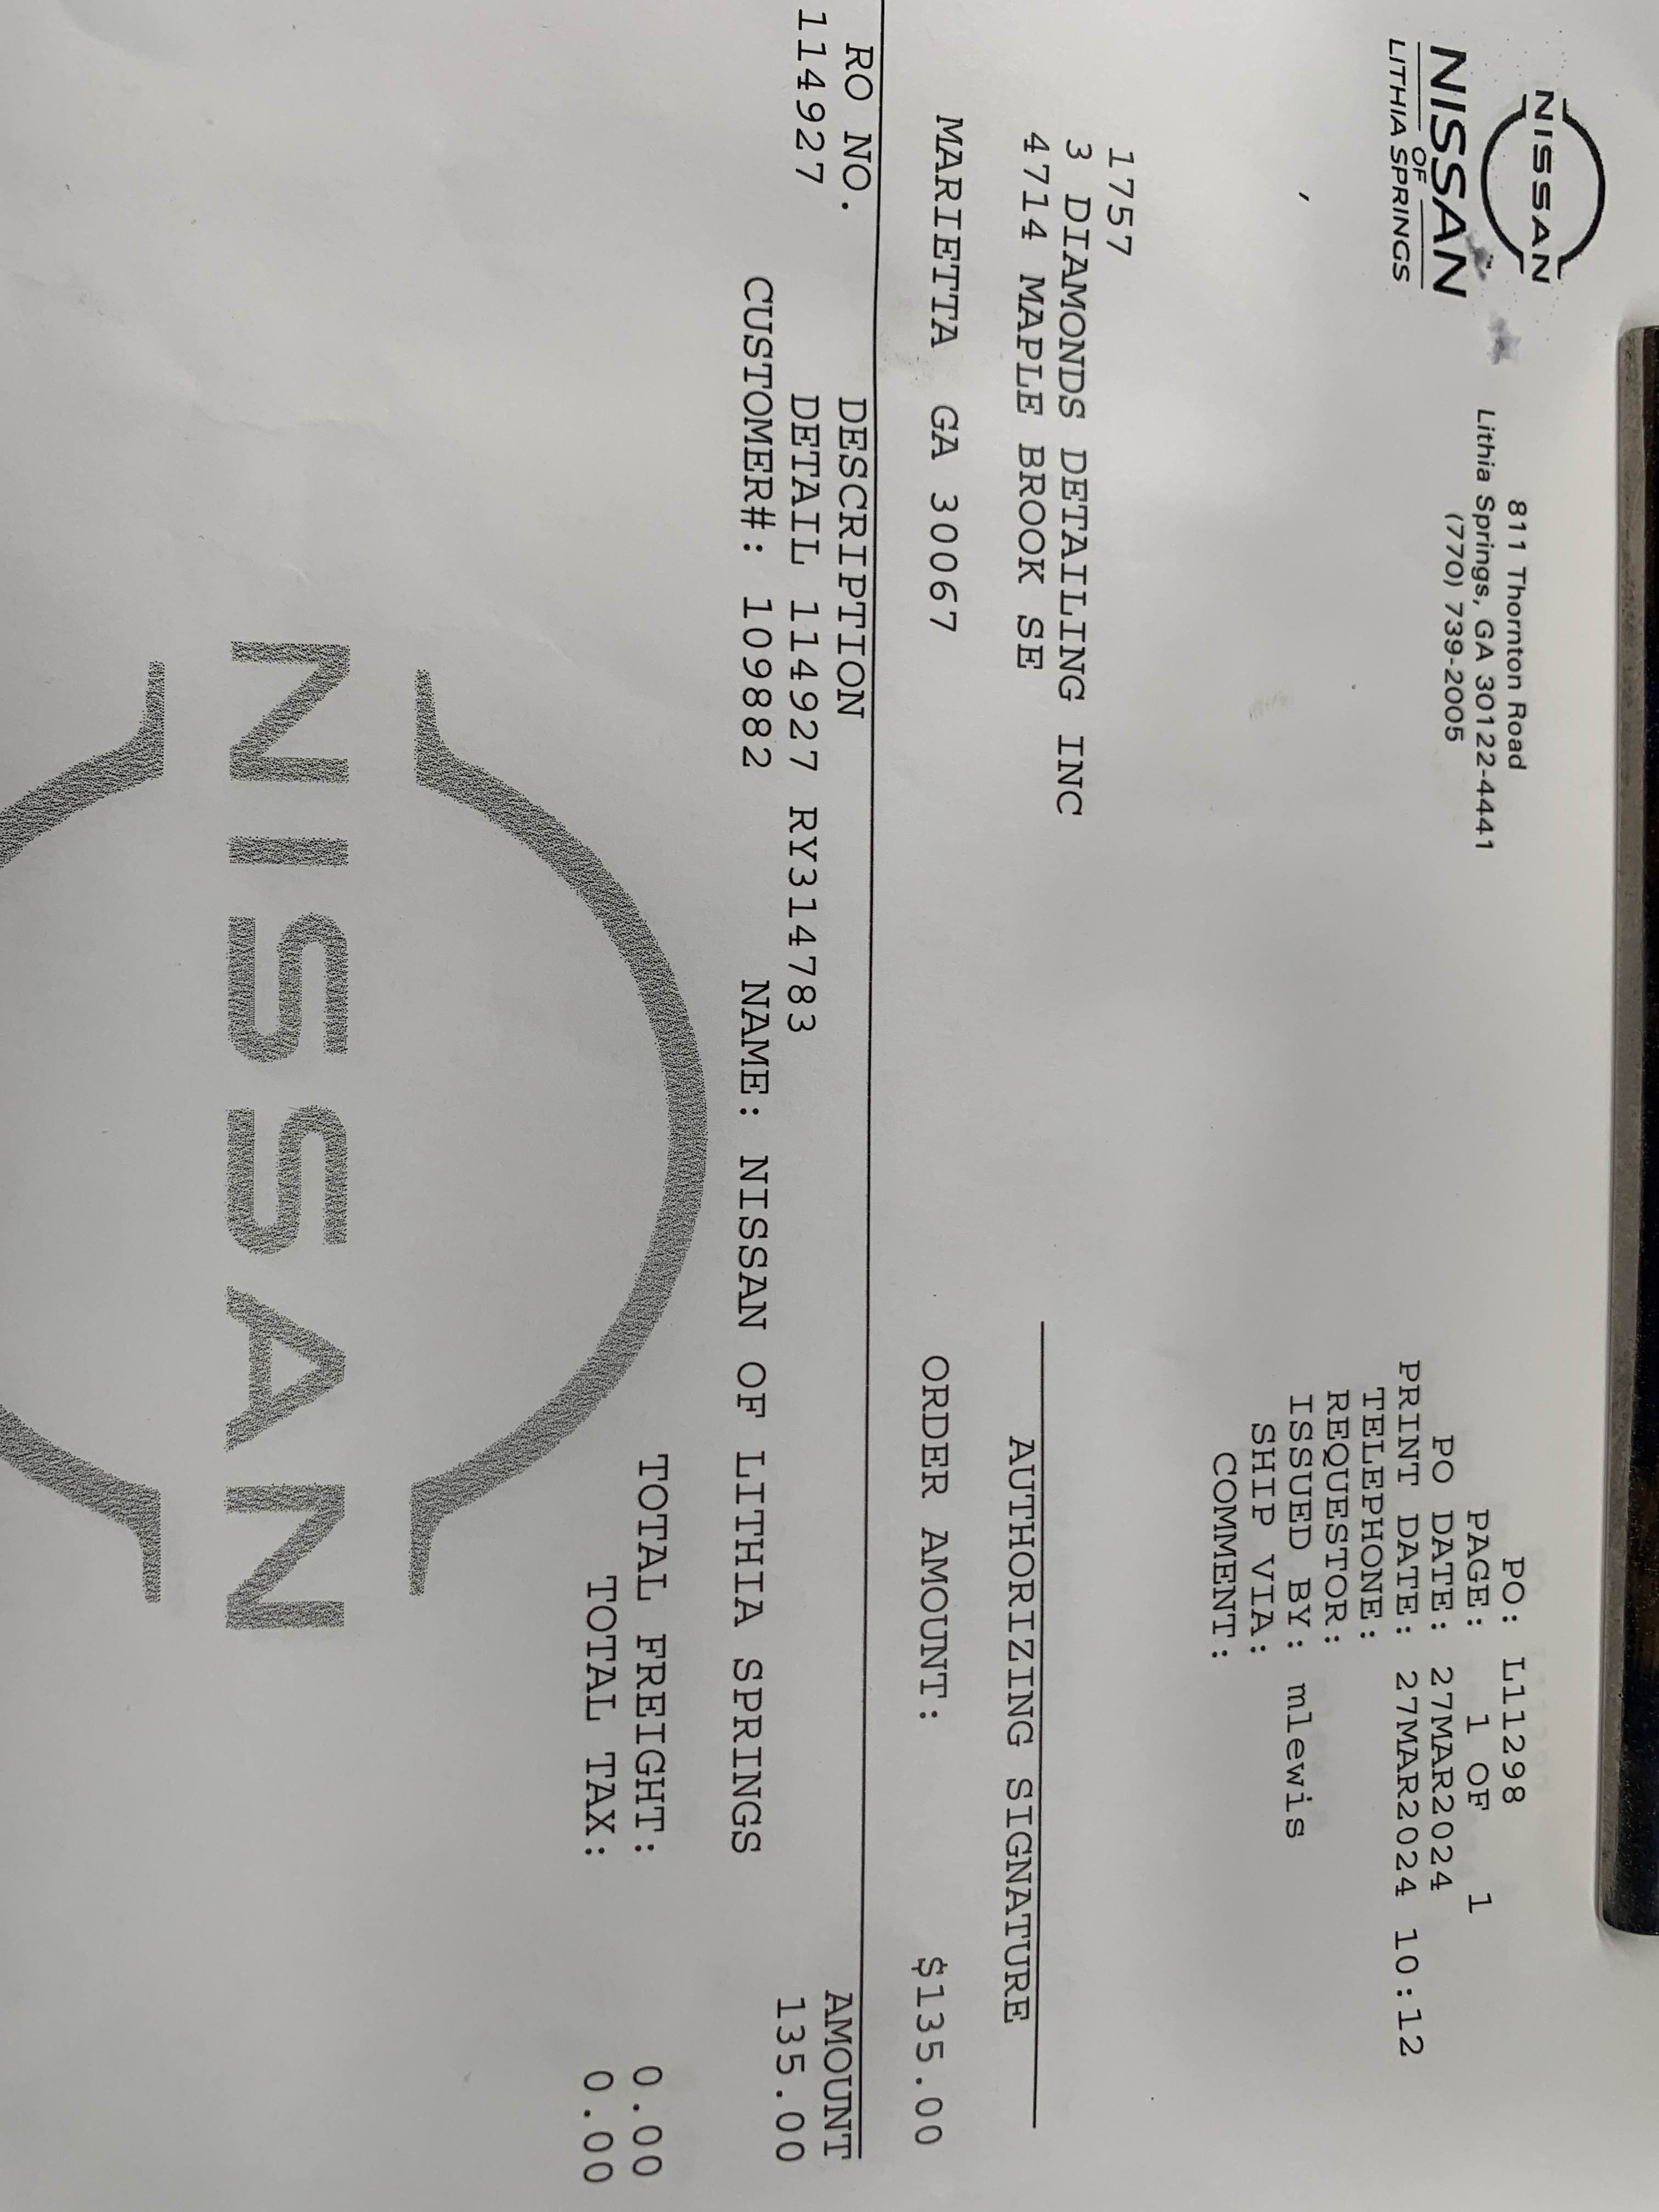 NISSAN
NISSAN
OF
LITHIA SPRINGS
811 Thornton Road
Lithia Springs, GA 30122-4441
(770) 739-2005
PO: L11298
PAGE: 1 OF 1
PO DATE: 27MAR2024
PRINT DATE: 27MAR2024 10:12
TELEPHONE:
REQUESTOR:
ISSUED BY: mlewis
SHIP VIA:
COMMENT:
,
1757
3 DIAMONDS DETAILING INC
4714 MAPLE BROOK SE
MARIETTA GA 30067
AUTHORIZING SIGNATURE
ORDER AMOUNT: $135.00
RO NO. DESCRIPTION AMOUNT
114927 DETAIL 114927 RY314783 135.00
CUSTOMER#: 109882 NAME: NISSAN OF LITHIA SPRINGS
TOTAL FREIGHT: 0.00
TOTAL TAX: 0.00
NISSAN